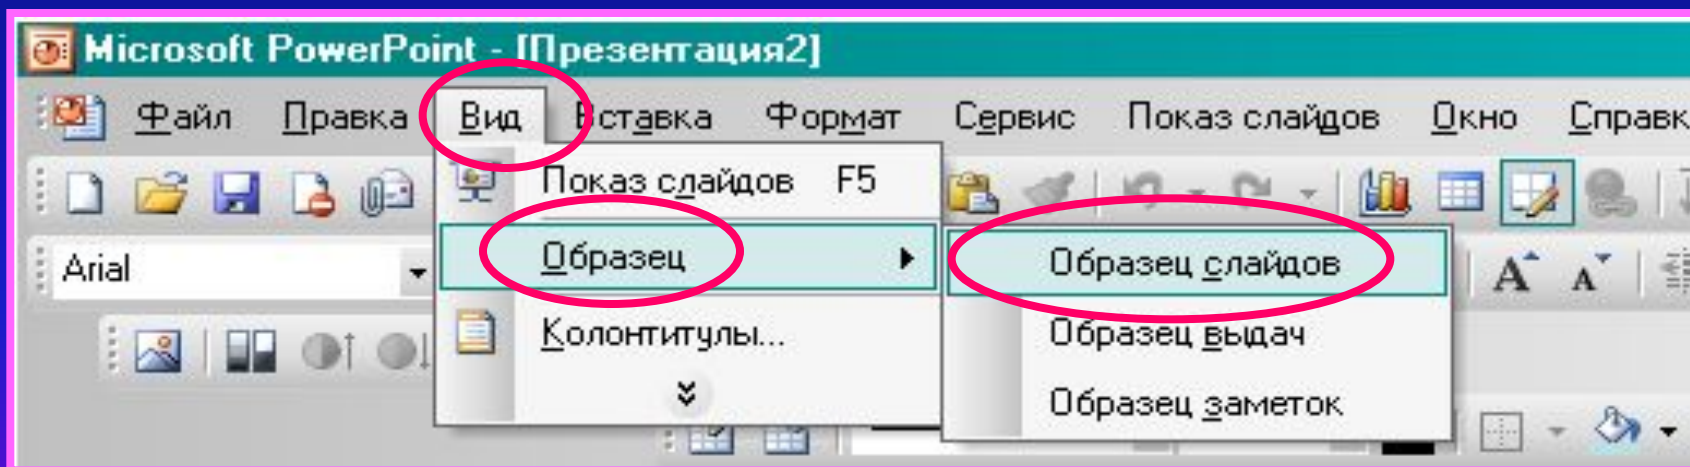 Microsoft PowerPoint - [Презентация2]
Файл Правка Вид Вставка Формат Сервис Показ слайдов Окно Справк
Показ слайдов F5
Arial
Образец
Образец слайдов
Колонтитулы...
Образец выдач
Образец заметок